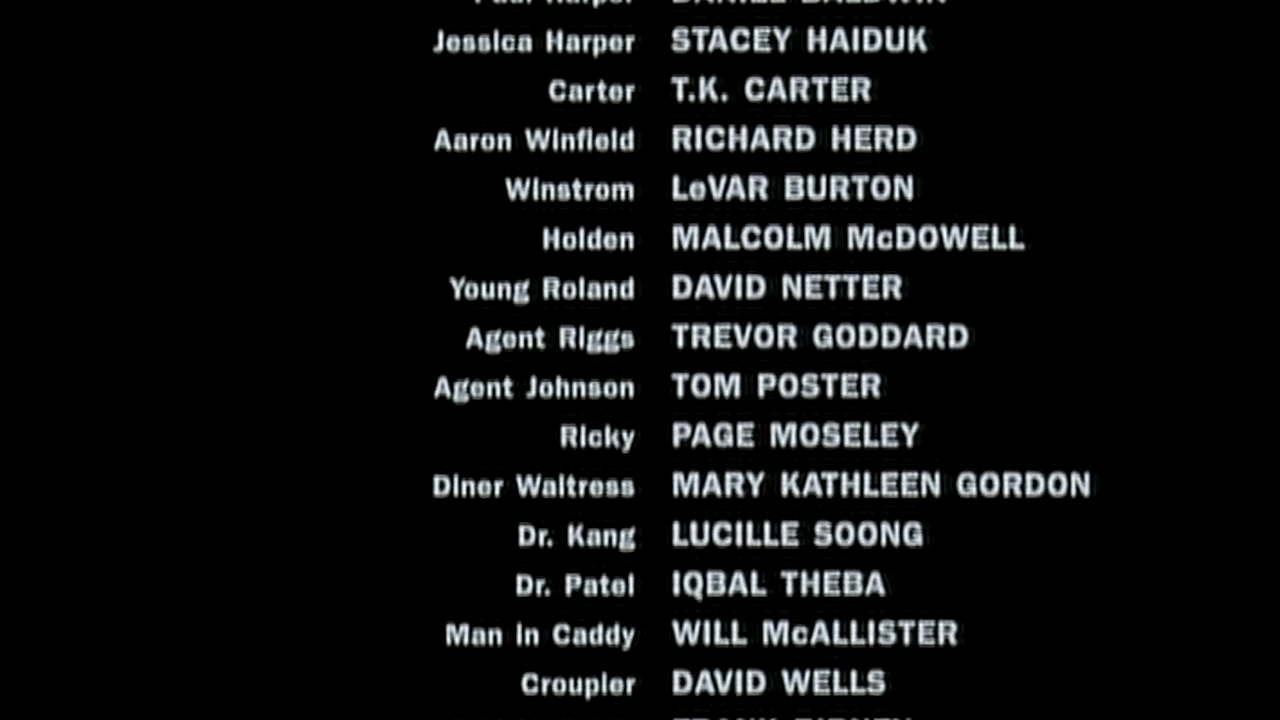 Jessica Harper STACEY HAIDUK
Carter T.K. CARTER
Aaron Winfield RICHARD HERD
Winstrom LeVAR BURTON
Holden MALCOLM McDOWELL
Young Roland DAVID NETTER
Agent Riggs TREVOR GODDARD
Agent Johnson TOM POSTER
Ricky PAGE MOSELEY
Diner Waitress MARY KATHLEEN GORDON
Dr. Kang LUCILLE SOONG
Dr. Patel IQBAL THEBA
Man in Caddy WILL McALLISTER
Croupier DAVID WELLS